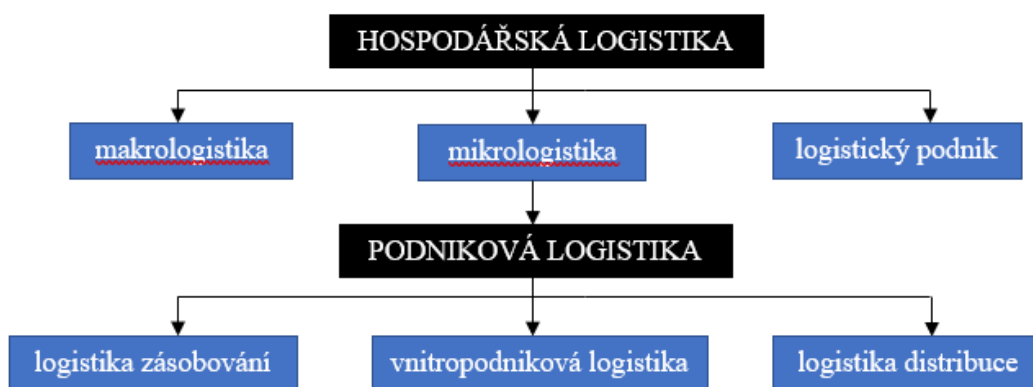 HOSPODÁŘSKÁ LOGISTIKA
makrologistika
mikrologistika
logistický podnik
PODNIKOVÁ LOGISTIKA
logistika zásobování
vnitropodniková logistika
logistika distribuce